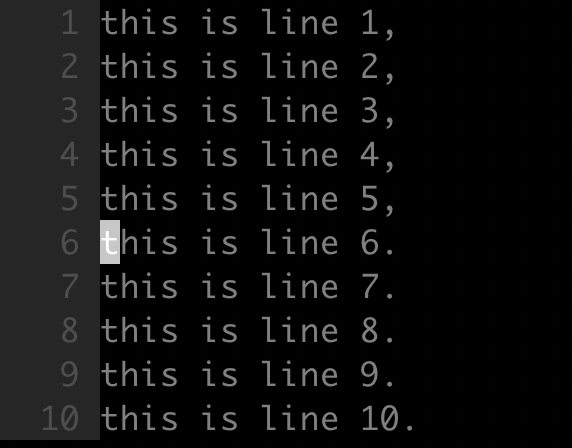 1 this is line 1,
2 this is line 2,
3 this is line 3,
4 this is line 4,
5 this is line 5,
6 this is line 6.
7 this is line 7.
8 this is line 8.
9 this is line 9.
10 this is line 10.